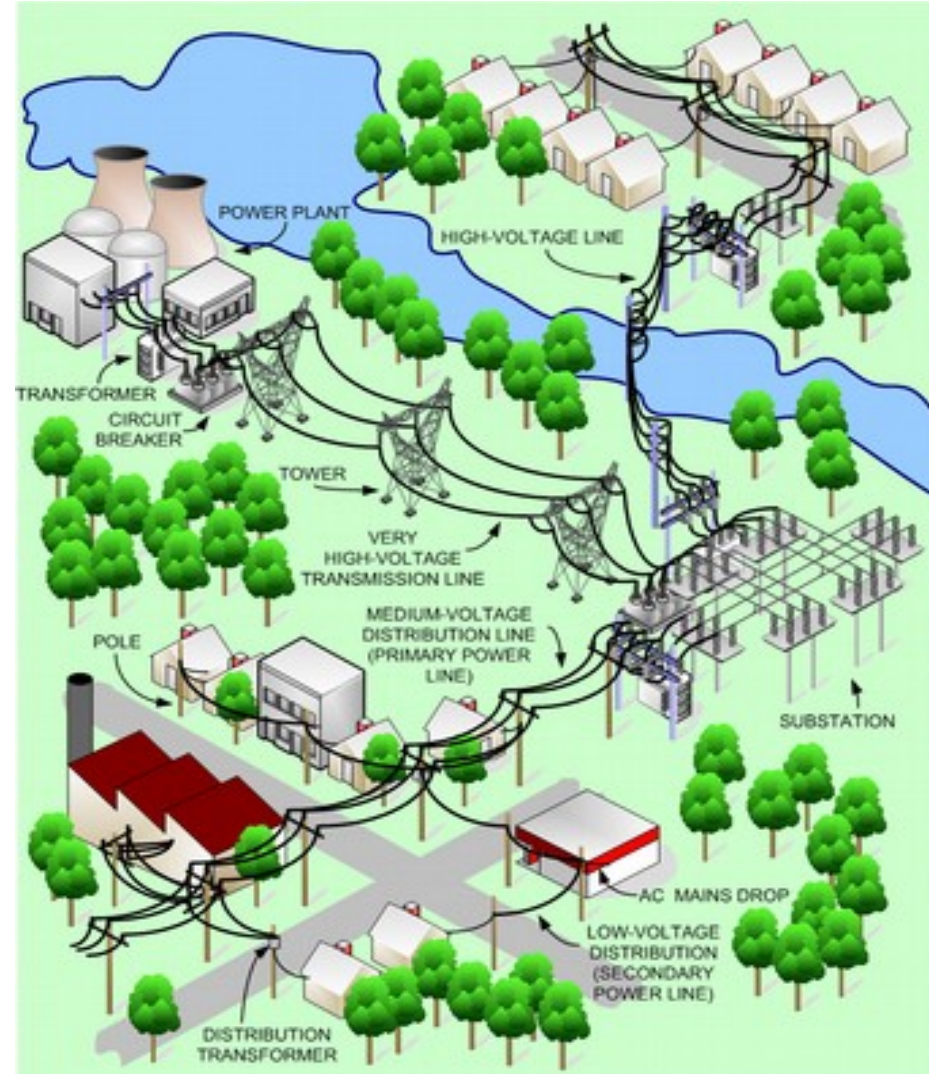 POWER PLANT
HIGH-VOLTAGE LINE
TRANSFORMER
CIRCUIT
BREAKER
TOWER
VERY
HIGH-VOLTAGE
TRANSMISSION LINE
MEDIUM-VOLTAGE
DISTRIBUTION LINE
(PRIMARY POWER
LINE)
POLE
SUBSTATION
AC MAINS DROP
LOW-VOLTAGE
DISTRIBUTION
(SECONDARY
POWER LINE)
DISTRIBUTION
TRANSFORMER